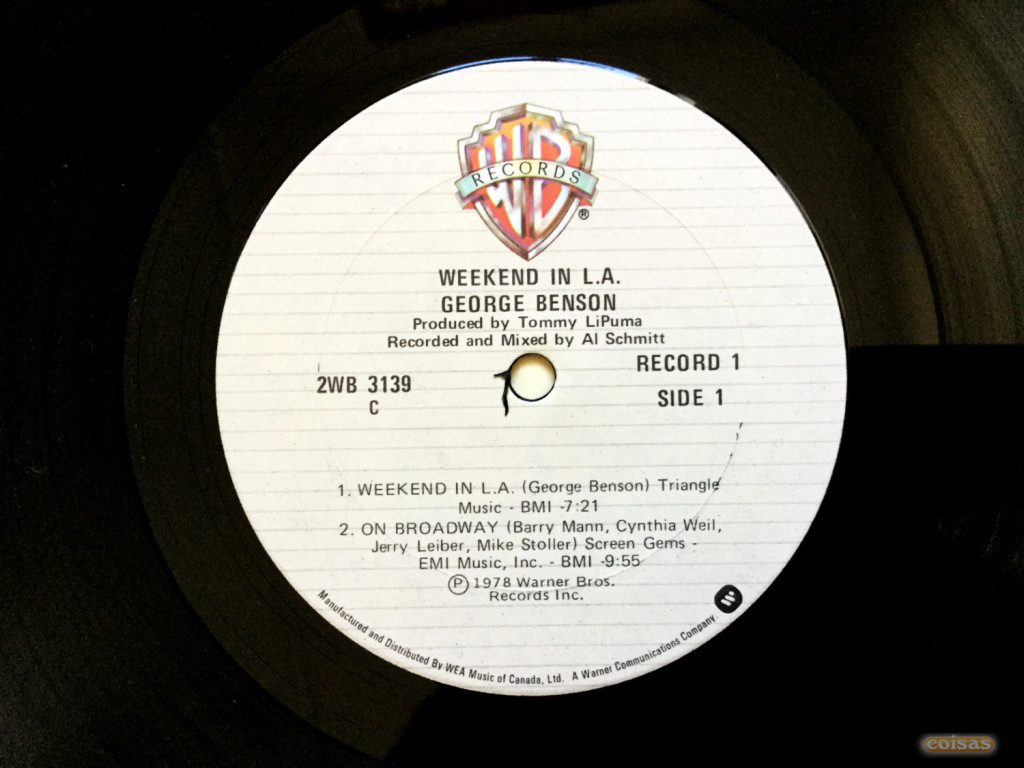 WB
RECORDS
®
WEEKEND IN L.A.
GEORGE BENSON
Produced by Tommy LiPuma
Recorded and Mixed by Al Schmitt
RECORD 1
2WB 3139
C
SIDE 1
1. WEEKEND IN L.A. (George Benson) Triangle
Music - BMI -7:21
2. ON BROADWAY (Barry Mann, Cynthia Weil,
Jerry Leiber, Mike Stoller) Screen Gems -
EMI Music, Inc. - BMI -9:55
Ⓟ 1978 Warner Bros.
Records Inc.
Manufactured and Distributed By WEA Music of Canada, Ltd. A Warner Communications Company
coisas